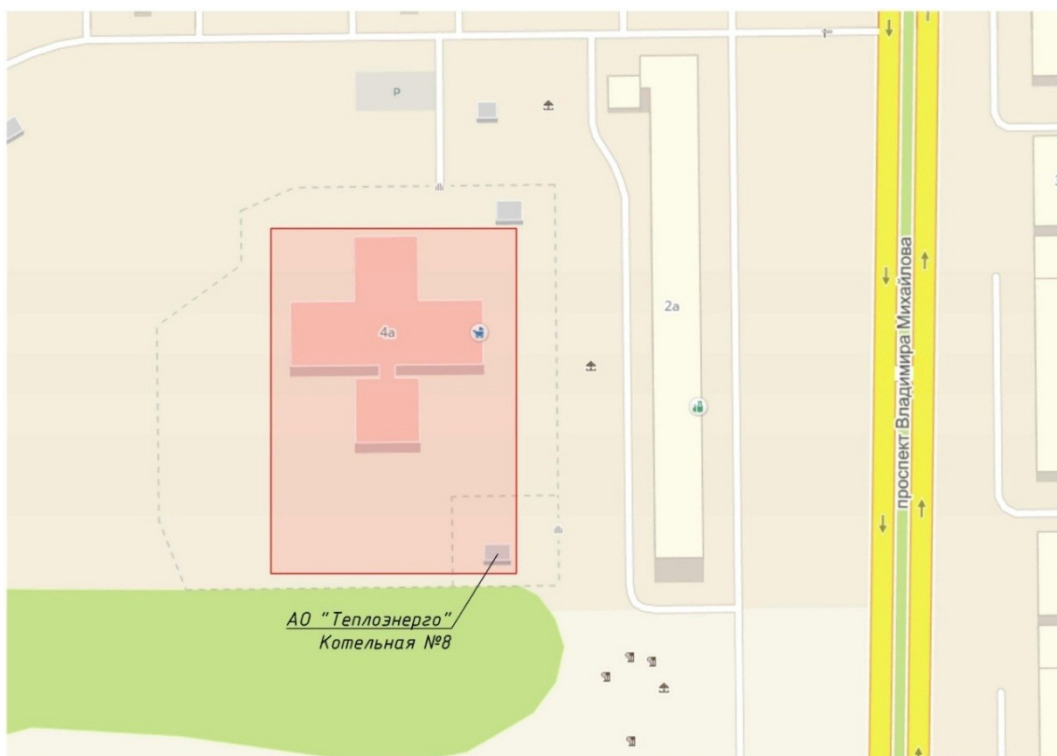 P
2а
4а
проспект Владимира Михайлова
АО "Теплоэнерго"
Котельная №8